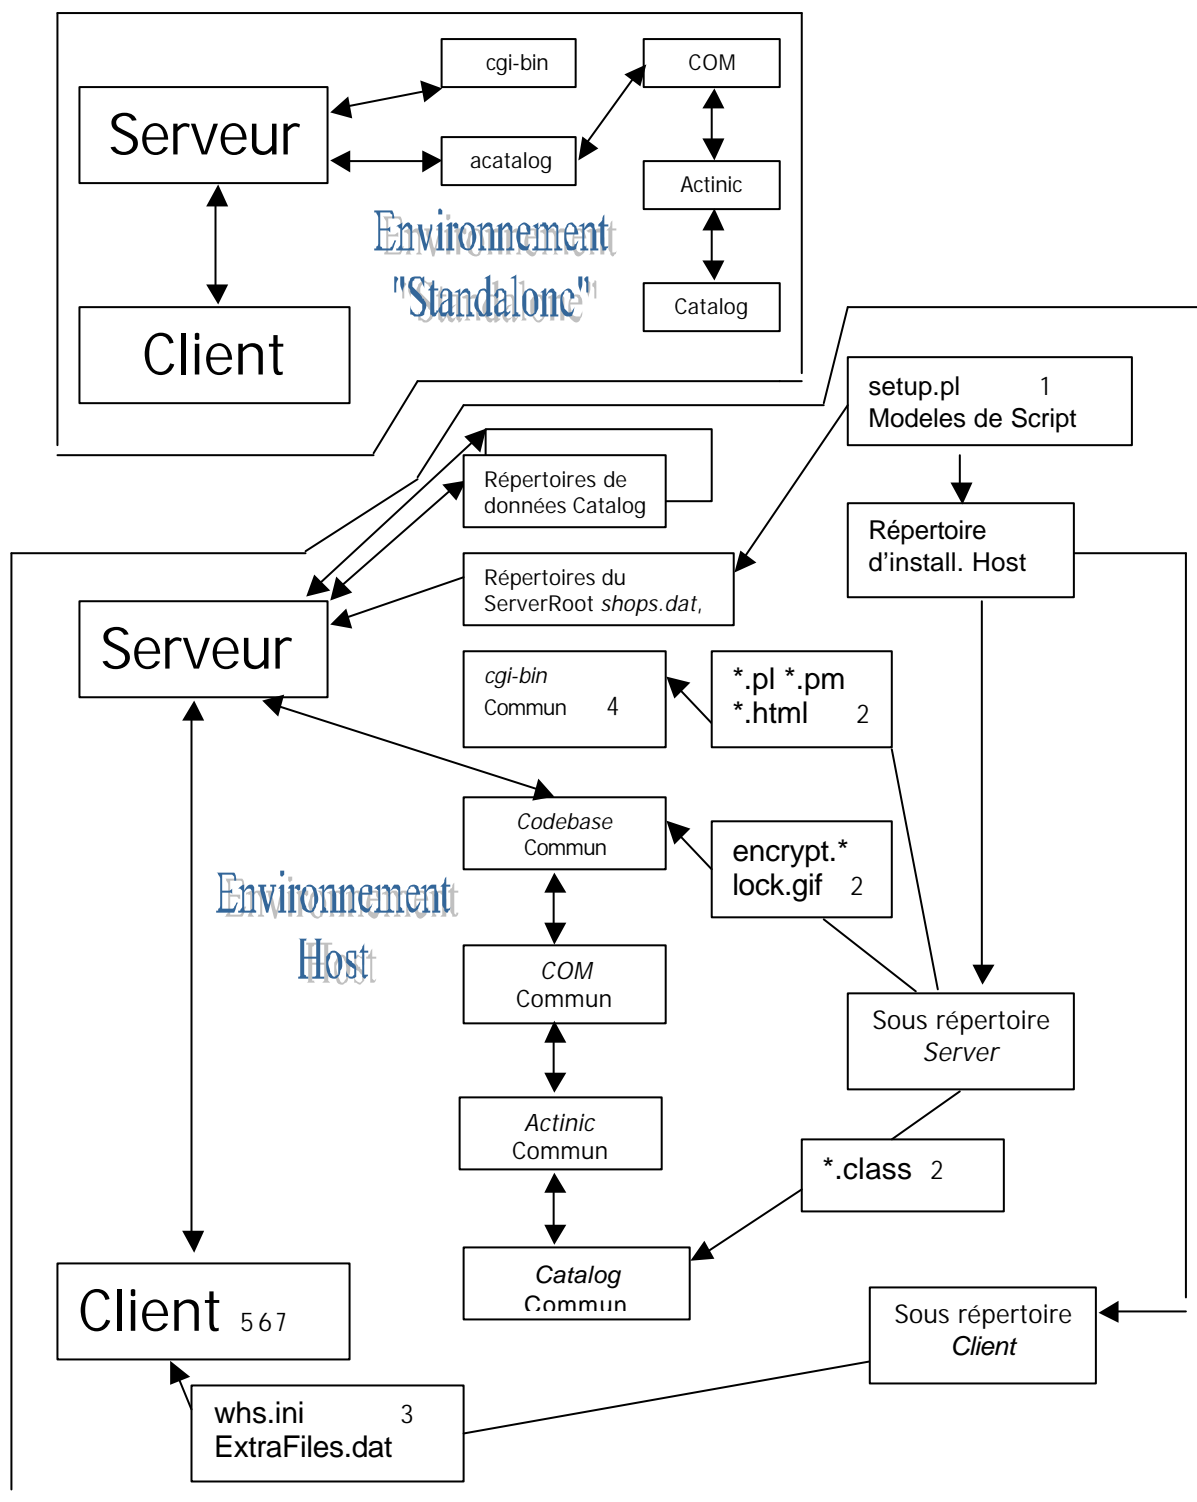 cgi-bin
COM
Serveur
acatalog
Actinic
Environnement
"Standalone"
Catalog
Client
setup.pl 1
Modeles de Script
Répertoires de
données Catalog
Répertoire
d'install. Host
Répertoires du
ServerRoot shops.dat,
Serveur
cgi-bin
Commun 4
*.pl *.pm
*.html 2
Codebase
Commun
encrypt.*
lock.gif 2
Environnement
Host
COM
Commun
Sous répertoire
Server
Actinic
Commun
*.class 2
Catalog
Commun
Client 5 6 7
Sous répertoire
Client
whs.ini 3
ExtraFiles.dat